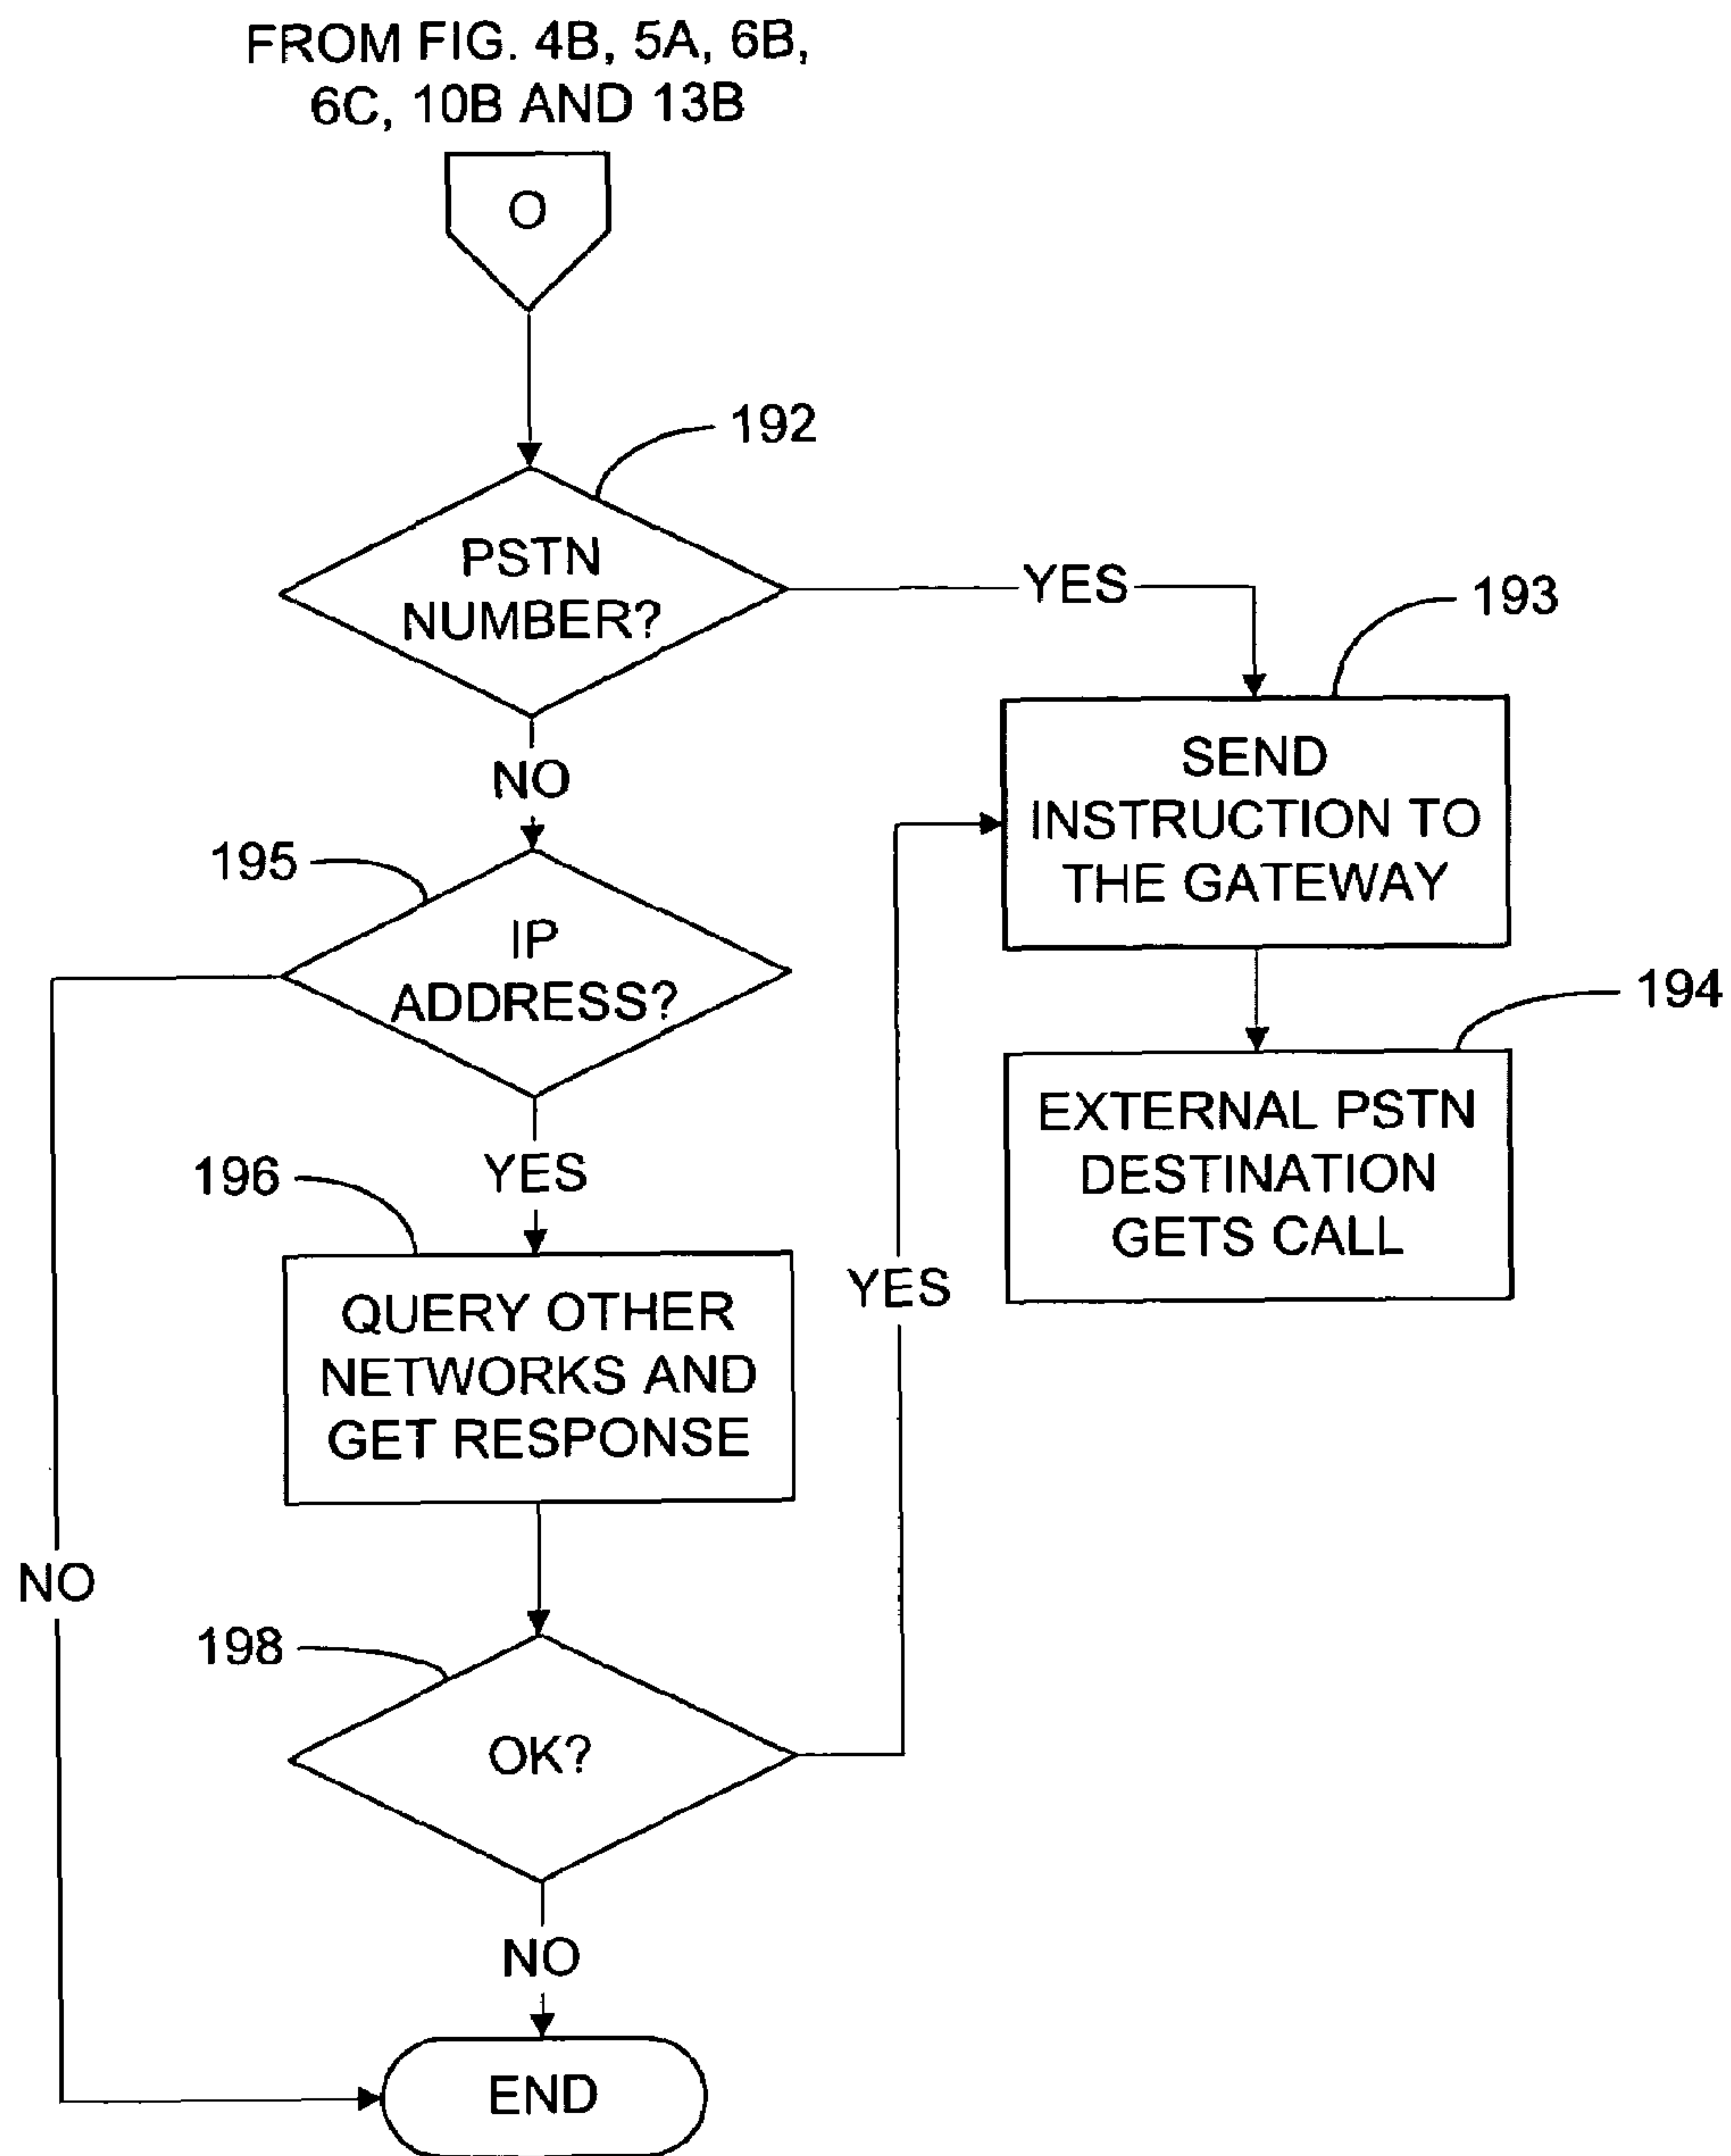 FROM FIG. 4B, 5A, 6B,
6C, 10B AND 13B
O
192
PSTN
NUMBER?
YES
193
NO
SEND
INSTRUCTION TO
THE GATEWAY
195
IP
ADDRESS?
194
EXTERNAL PSTN
DESTINATION
GETS CALL
196
YES
QUERY OTHER
NETWORKS AND
GET RESPONSE
YES
NO
198
OK?
NO
END